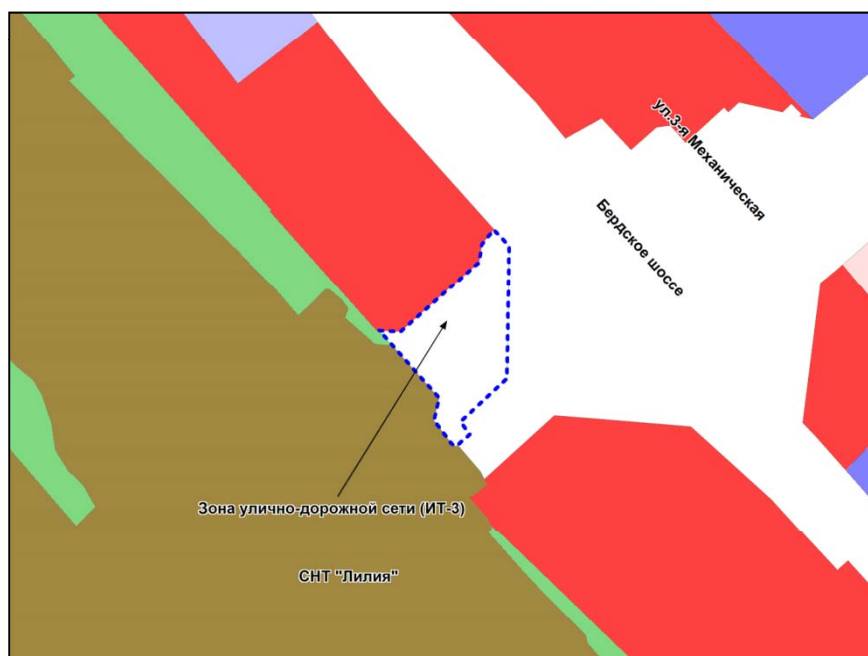 ул.3-я Механическая
Бердское шоссе
Зона улично-дорожной сети (ИТ-3)
СНТ "Лилия"